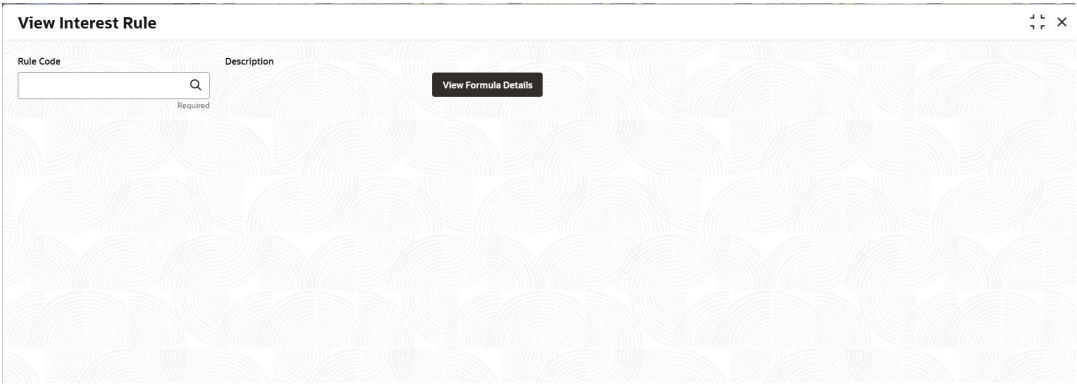 View Interest Rule
Rule Code
Description
View Formula Details
Required